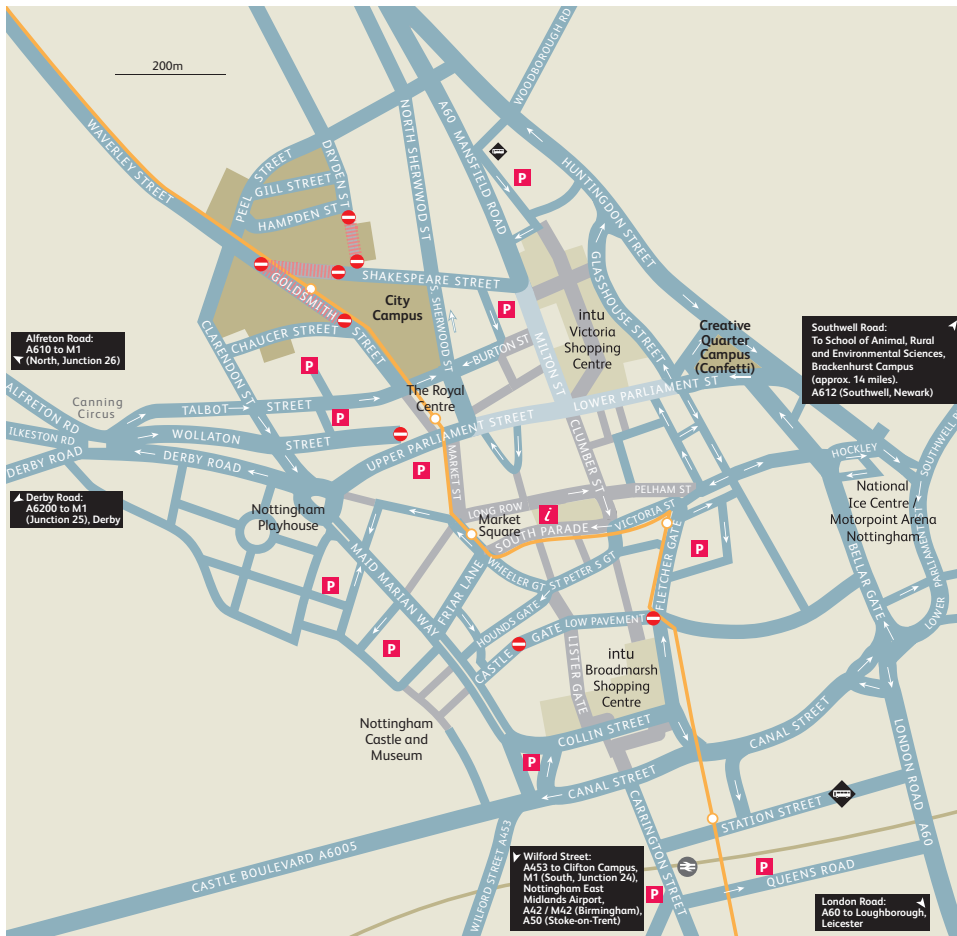 WOODBOROUGH RD
200m
WAVERLEY STREET
PEEL STREET
DRYDEN ST
NORTH SHERWWOD ST
A60 MANSFIELD ROAD
HUNTINGDON STREET
P
GILL STREET
HAMPDEN ST
SHAKESPEARE STREET
GOLDSMITH STREET
City
Campus
S. SHERWOOD ST
P
GLASSHOUSE STREET
intu
Victoria
Shopping
Centre
Creative
Quarter
Campus
(Confetti)
Southwell Road:
To School of Animal, Rural
and Environmental Sciences,
Brackenhurst Campus
(approx. 14 miles).
A612 (Southwell, Newark)
Alfreton Road:
A610 to M1
(North, Junction 26)
CLARENDON ST
CHAUCER STREET
P
BURTON ST
MILTON ST
ALFRETON RD
Canning
Circus
TALBOT STREET
P
The Royal
Centre
LOWER PARLIAMENT ST
ILKESTON RD
WOLLATON STREET
UPPER PARLIAMENT STREET
CLUMBER ST
HOCKLEY
SOUTHWELL R
DERBY ROAD
DERBY ROAD
P
MARKET ST
Derby Road:
A6200 to M1
(Junction 25), Derby
Nottingham
Playhouse
LONG ROW
PELHAM ST
National
Ice Centre /
Motorpoint Arena
Nottingham
Market
Square
i
SOUTH PARADE
VICTORIA ST
P
MAID MARIAN WAY
FRIAR LANE
WHEELER GT
ST PETER S GT
FLETCHER GATE
P
BELLAR GATE
LOWER PARLIAMENT
HOUNDS GATE
LOW PAVEMENT
CASTLE GATE
P
LISTER GATE
intu
Broadmarsh
Shopping
Centre
Nottingham
Castle and
Museum
COLLIN STREET
CANAL STREET
LONDON ROAD A60
P
CANAL STREET
CARRINGTON STREET
STATION STREET
CASTLE BOULEVARD A6005
WILFORD STREET A453
Wilford Street:
A453 to Clifton Campus,
M1 (South, Junction 24),
Nottingham East
Midlands Airport,
A42 / M42 (Birmingham),
A50 (Stoke-on-Trent)
P
QUEENS ROAD
P
London Road:
A60 to Loughborough,
Leicester